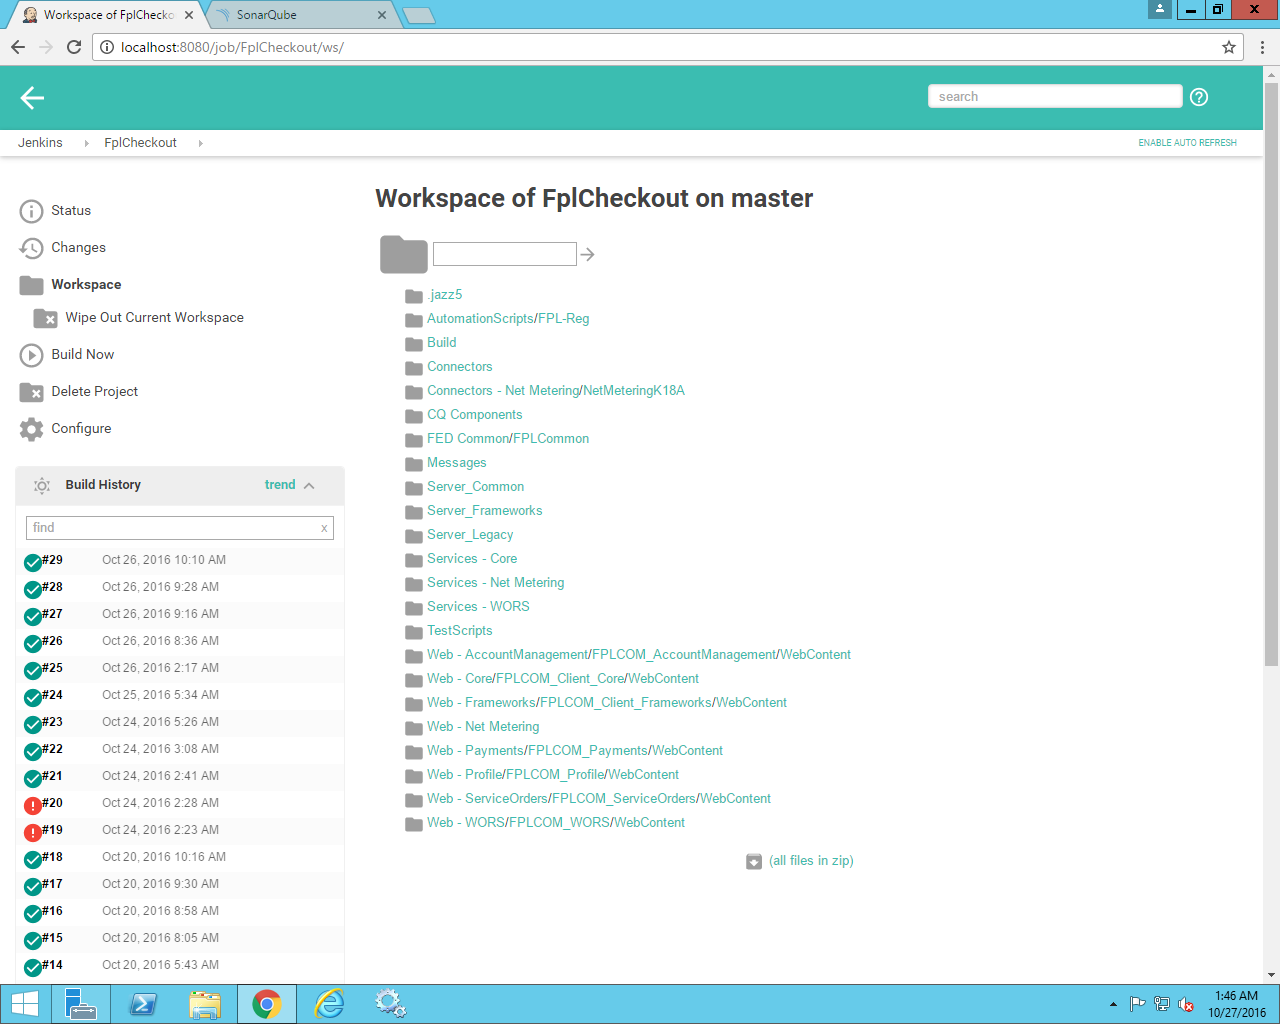 Workspace of FplChecko
SonarQube
localhost:8080/job/FplCheckout/ws/
search
Jenkins
FplCheckout
ENABLE AUTO REFRESH
Status
Changes
Workspace
Wipe Out Current Workspace
Build Now
Delete Project
Configure
Build History
trend
find
x
#29 Oct 26, 2016 10:10 AM
#28 Oct 26, 2016 9:28 AM
#27 Oct 26, 2016 9:16 AM
#26 Oct 26, 2016 8:36 AM
#25 Oct 26, 2016 2:17 AM
#24 Oct 25, 2016 5:34 AM
#23 Oct 24, 2016 5:26 AM
#22 Oct 24, 2016 3:08 AM
#21 Oct 24, 2016 2:41 AM
#20 Oct 24, 2016 2:28 AM
#19 Oct 24, 2016 2:23 AM
#18 Oct 20, 2016 10:16 AM
#17 Oct 20, 2016 9:30 AM
#16 Oct 20, 2016 8:58 AM
#15 Oct 20, 2016 8:05 AM
#14 Oct 20, 2016 5:43 AM
Workspace of FplCheckout on master
.jazz5
AutomationScripts/FPL-Reg
Build
Connectors
Connectors - Net Metering/NetMeteringK18A
CQ Components
FED Common/FPLCommon
Messages
Server_Common
Server_Frameworks
Server_Legacy
Services - Core
Services - Net Metering
Services - WORS
TestScripts
Web - AccountManagement/FPLCOM_AccountManagement/WebContent
Web - Core/FPLCOM_Client_Core/WebContent
Web - Frameworks/FPLCOM_Client_Frameworks/WebContent
Web - Net Metering
Web - Payments/FPLCOM_Payments/WebContent
Web - Profile/FPLCOM_Profile/WebContent
Web - ServiceOrders/FPLCOM_ServiceOrders/WebContent
Web - WORS/FPLCOM_WORS/WebContent
(all files in zip)
1:46 AM
10/27/2016